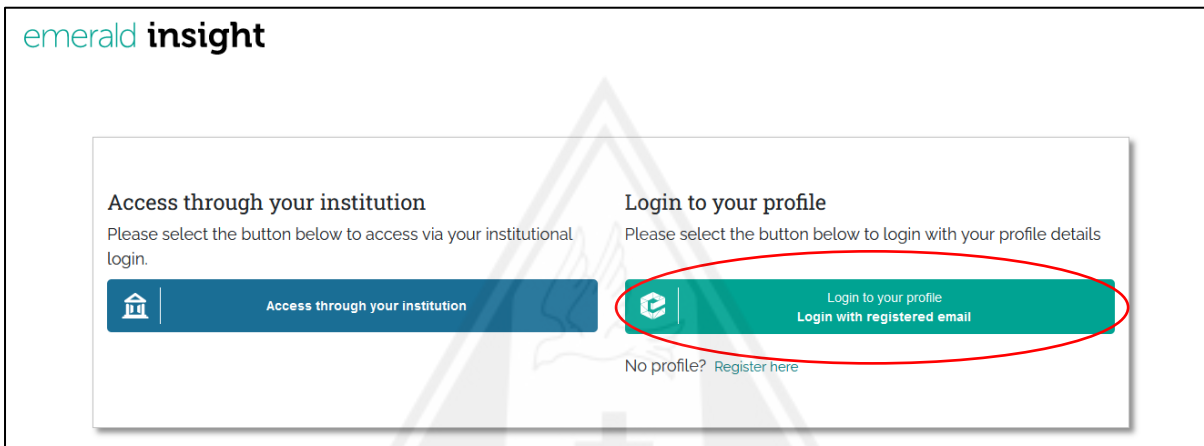 emerald insight
Access through your institution
Please select the button below to access via your institutional
login.
Access through your institution
Login to your profile
Please select the button below to login with your profile details
Login to your profile
Login with registered email
No profile? Register here